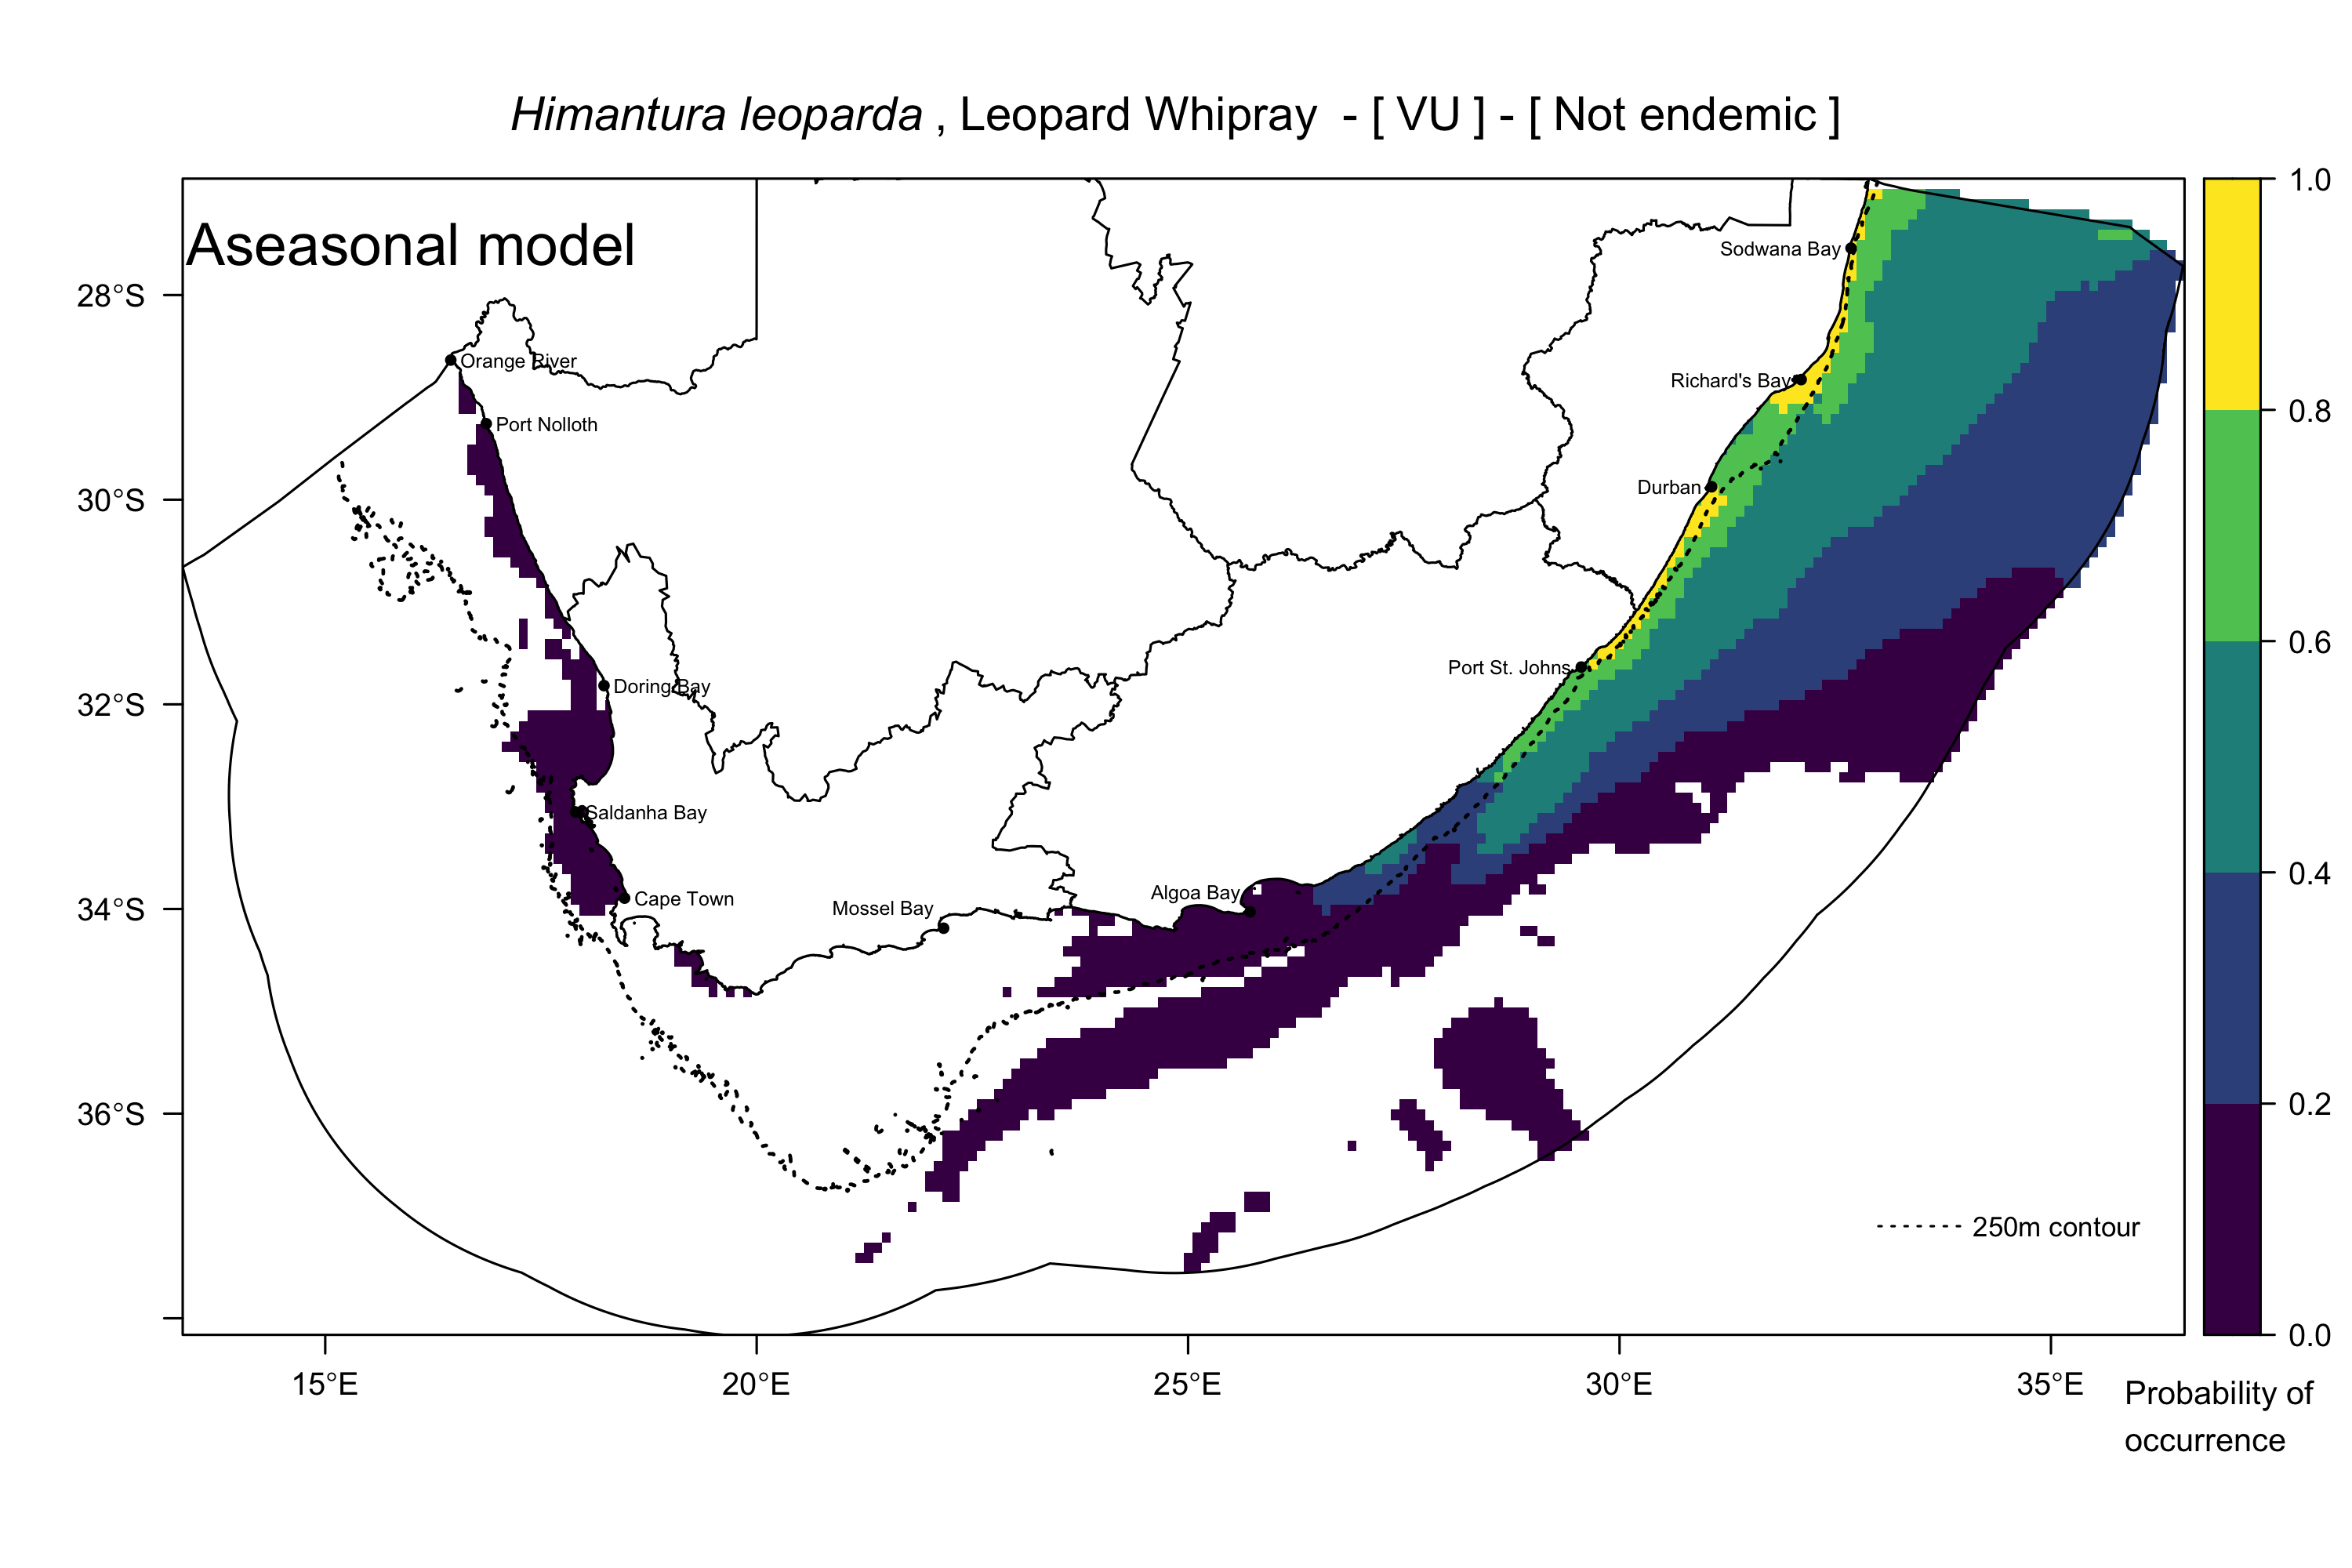 Himantura leoparda , Leopard Whipray - [ VU ] - [ Not endemic ]
Aseasonal model
28°S
30°S
32°S
34°S
36°S
15°E
20°E
25°E
30°E
35°E
Orange River
Port Nolloth
Doring Bay
Saldanha Bay
Cape Town
Mossel Bay
Algoa Bay
Port St. Johns
Durban
Richard's Bay
Sodwana Bay
250m contour
1.0
0.8
0.6
0.4
0.2
0.0
Probability of
occurrence